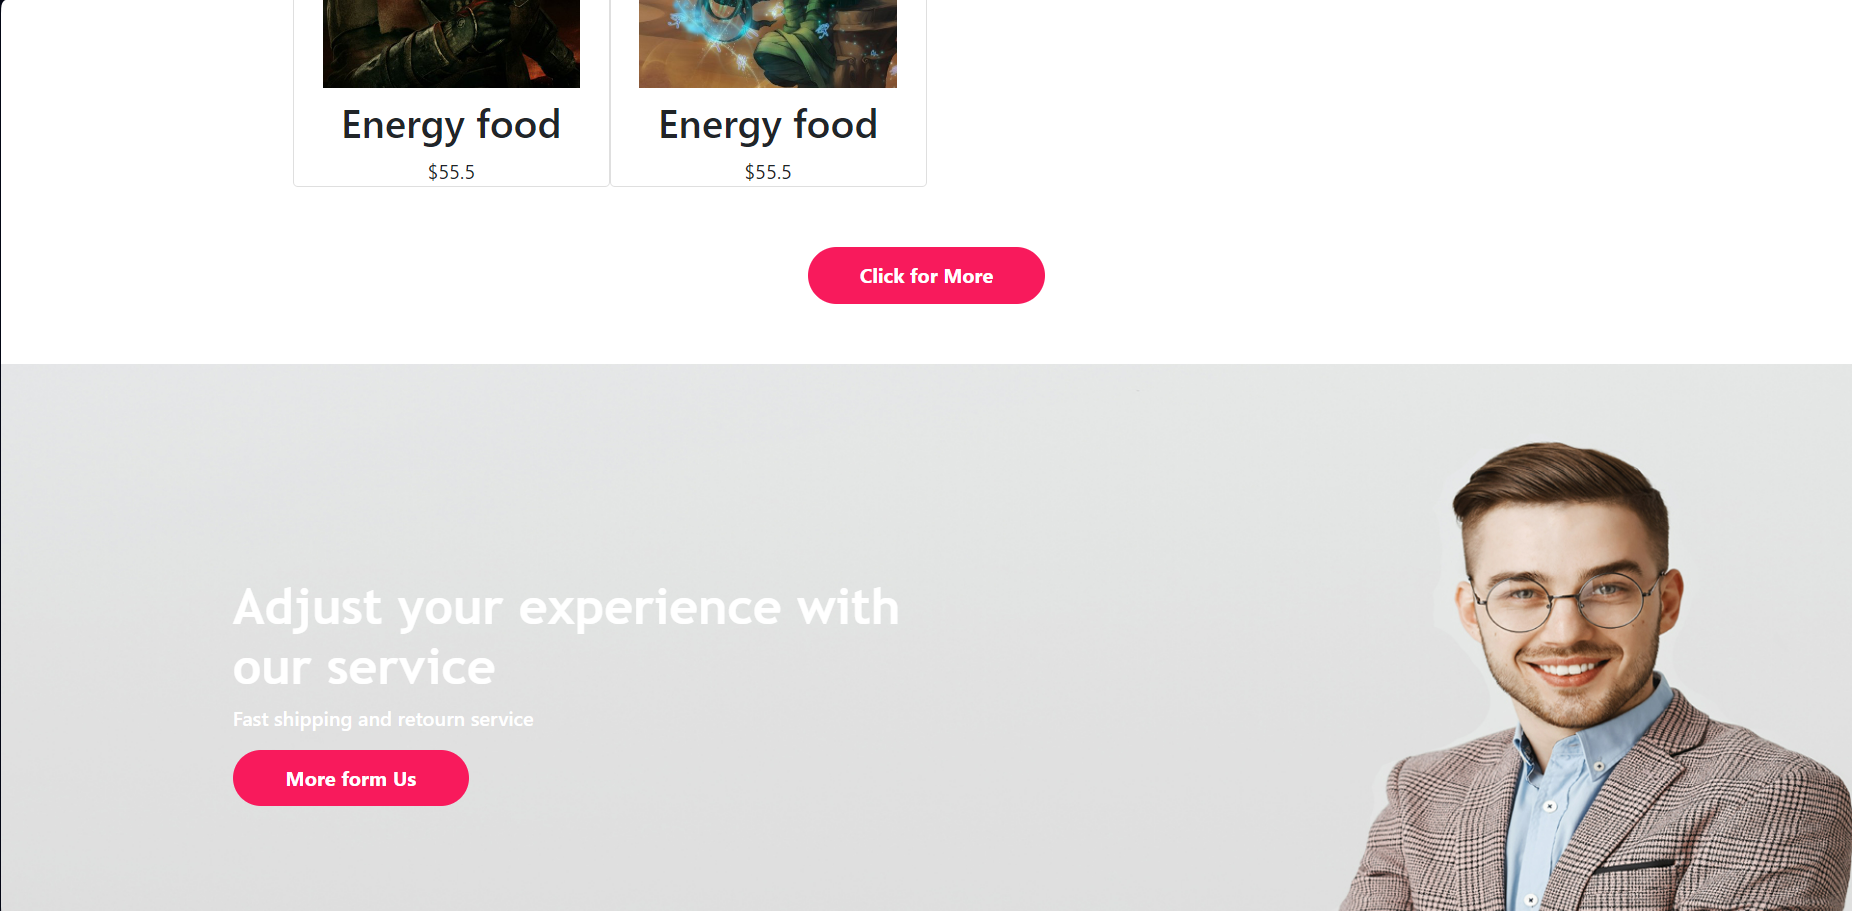 Energy food
Energy food
$55.5
$55.5
Click for More
Adjust your experience with
our service
Fast shipping and retourn service
More form Us